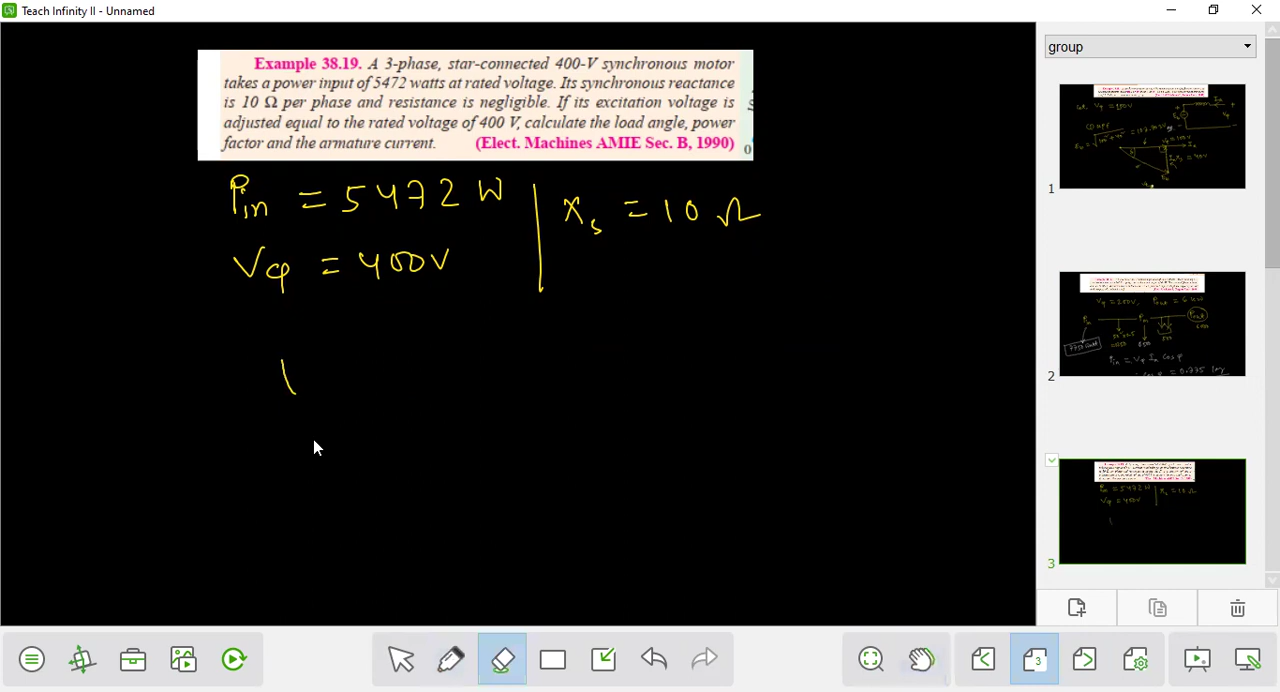 Teach Infinity II - Unnamed
group
Example 38.19. A 3-phase, star-connected 400-V synchronous motor
takes a power input of 5472 watts at rated voltage. Its synchronous reactance
is 10 Ω per phase and resistance is negligible. If its excitation voltage is
adjusted equal to the rated voltage of 400 V, calculate the load angle, power
factor and the armature current. (Elect. Machines AMIE Sec. B, 1990)
Pin = 5472 W
Vφ = 400V
Xs = 10 Ω
1
2
3
3